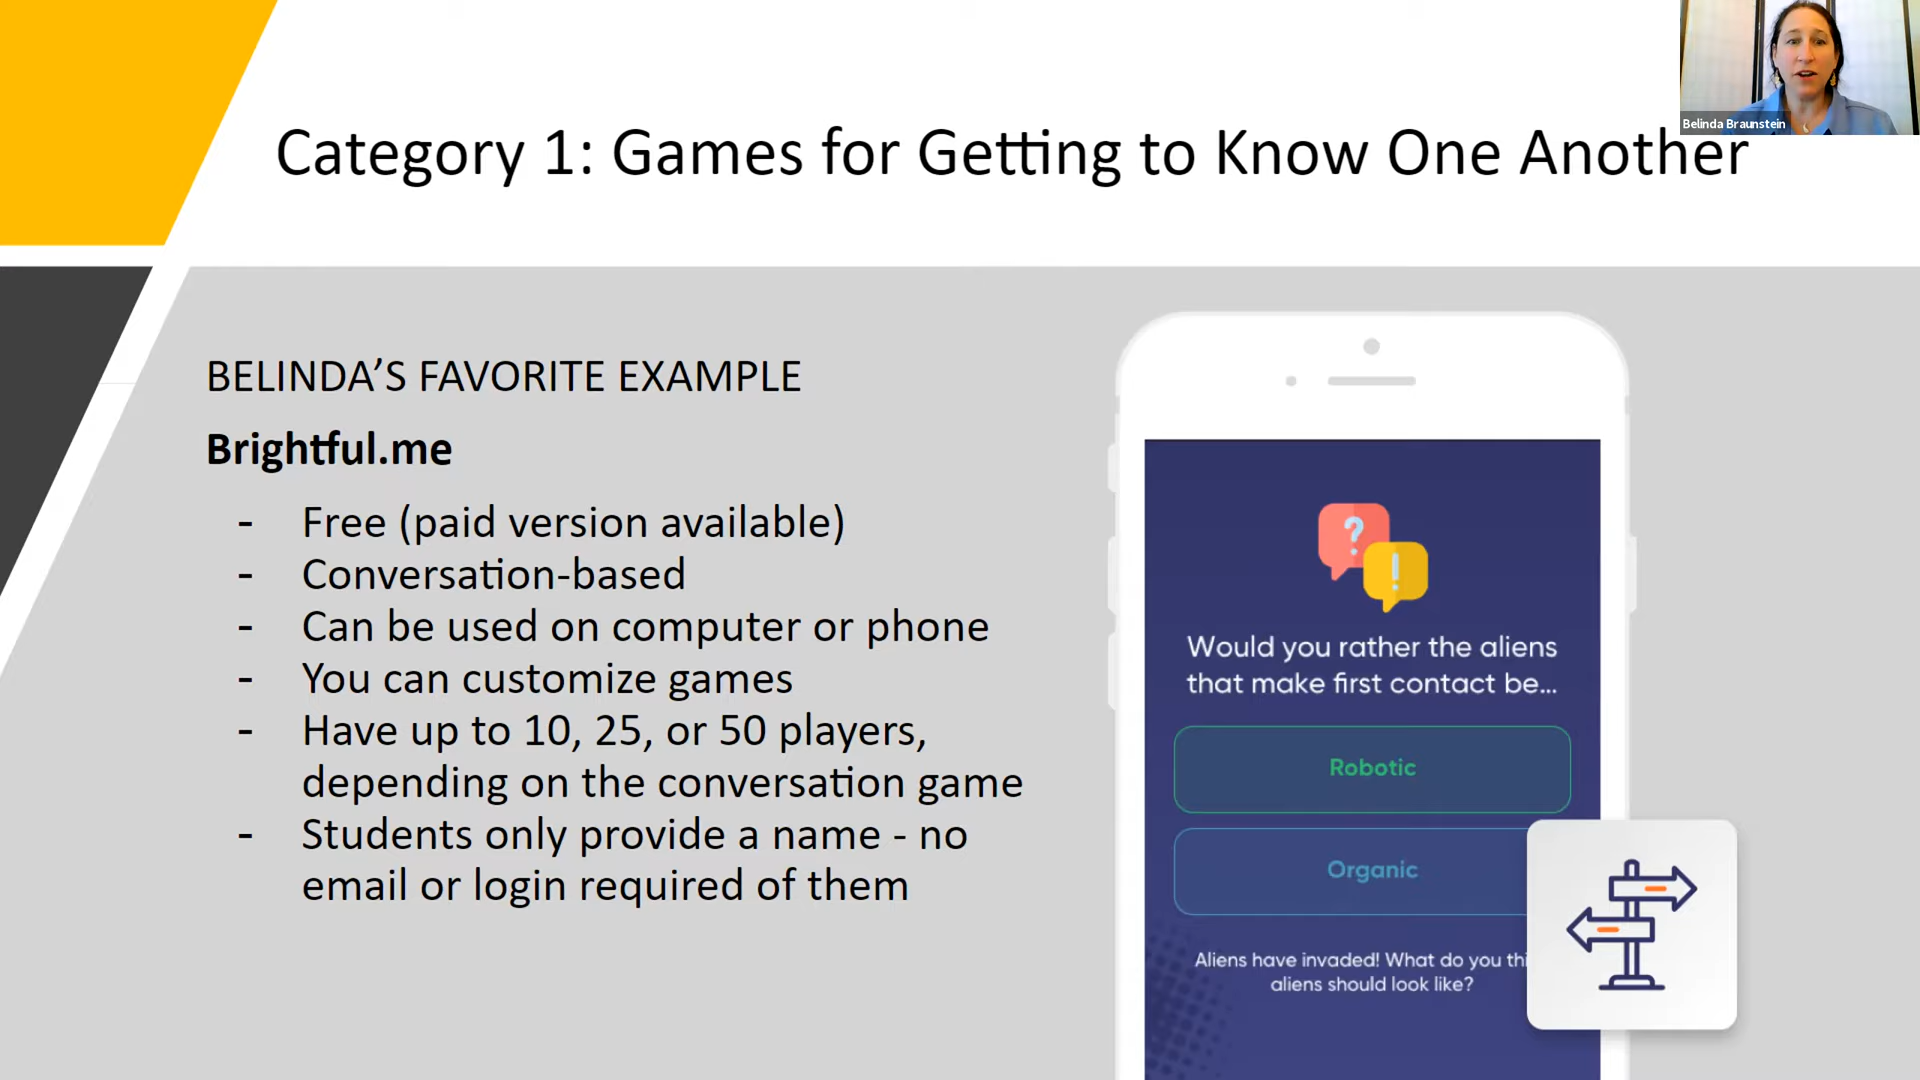 Belinda Braunstein
Category 1: Games for Getting to Know One Another
BELINDA’S FAVORITE EXAMPLE
Brightful.me
- Free (paid version available)
- Conversation-based
- Can be used on computer or phone
- You can customize games
- Have up to 10, 25, or 50 players,
depending on the conversation game
- Students only provide a name - no
email or login required of them
?
!
Would you rather the aliens
that make first contact be...
Robotic
Organic
Aliens have invaded! What do you
aliens should look like?